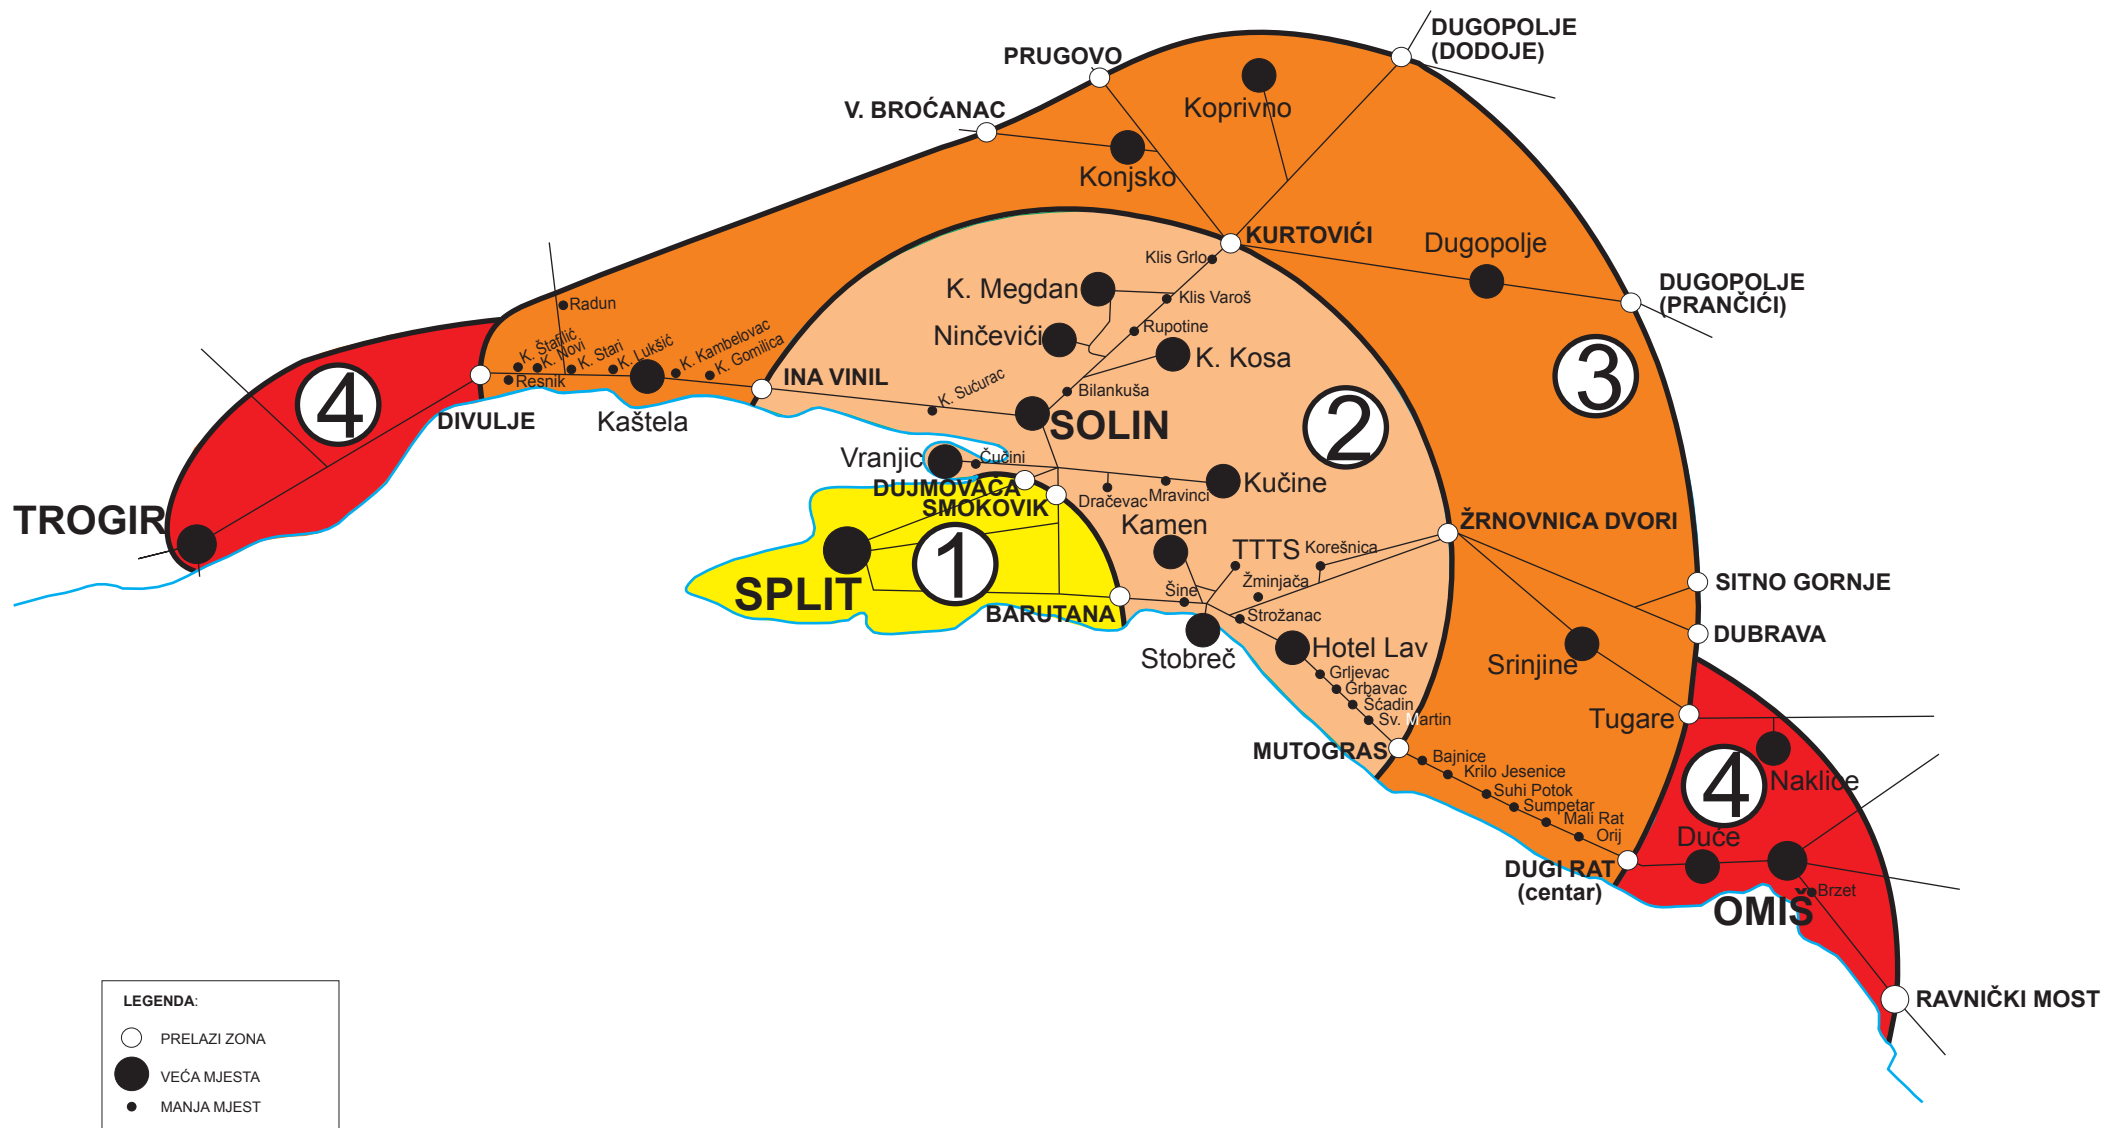 DUGOPOLJE
(DODOJE)
PRUGOVO
V. BROĆANAC
Koprivno
Konjsko
KURTOVIĆI
Dugopolje
Klis Grlo
K. Megdan
Klis Varoš
DUGOPOLJE
(PRANČIĆI)
Radun
Rupotine
Ninčevići
K. Kosa
3
K. Štafilić
K. Novi
K. Stari
K. Lukšić
K. Kambelovac
K. Gomilica
Resnik
INA VINIL
K. Sućurac
Bilankuša
4
DIVULJE
Kaštela
SOLIN
2
Vranjic
Čučini
DUJMOVAČA
SMOKOVIK
Dračevac
Mravinci
Kučine
TROGIR
Kamen
ŽRNOVNICA DVORI
TTTS
Korešnica
1
SPLIT
Žminjača
Šine
BARUTANA
Strožanac
SITNO GORNJE
DUBRAVA
Stobreč
Hotel Lav
Srinjine
Grljevac
Grbavac
Šćadin
Sv. Martin
Tugare
MUTOGRAS
Bajnice
Krilo Jesenice
Suhi Potok
Sumpetar
Mali Rat
Orij
4
Naklice
Duće
DUGI RAT
(centar)
Brzet
OMIŠ
RAVNIČKI MOST
LEGENDA:
PRELAZI ZONA
VEĆA MJESTA
MANJA MJEST